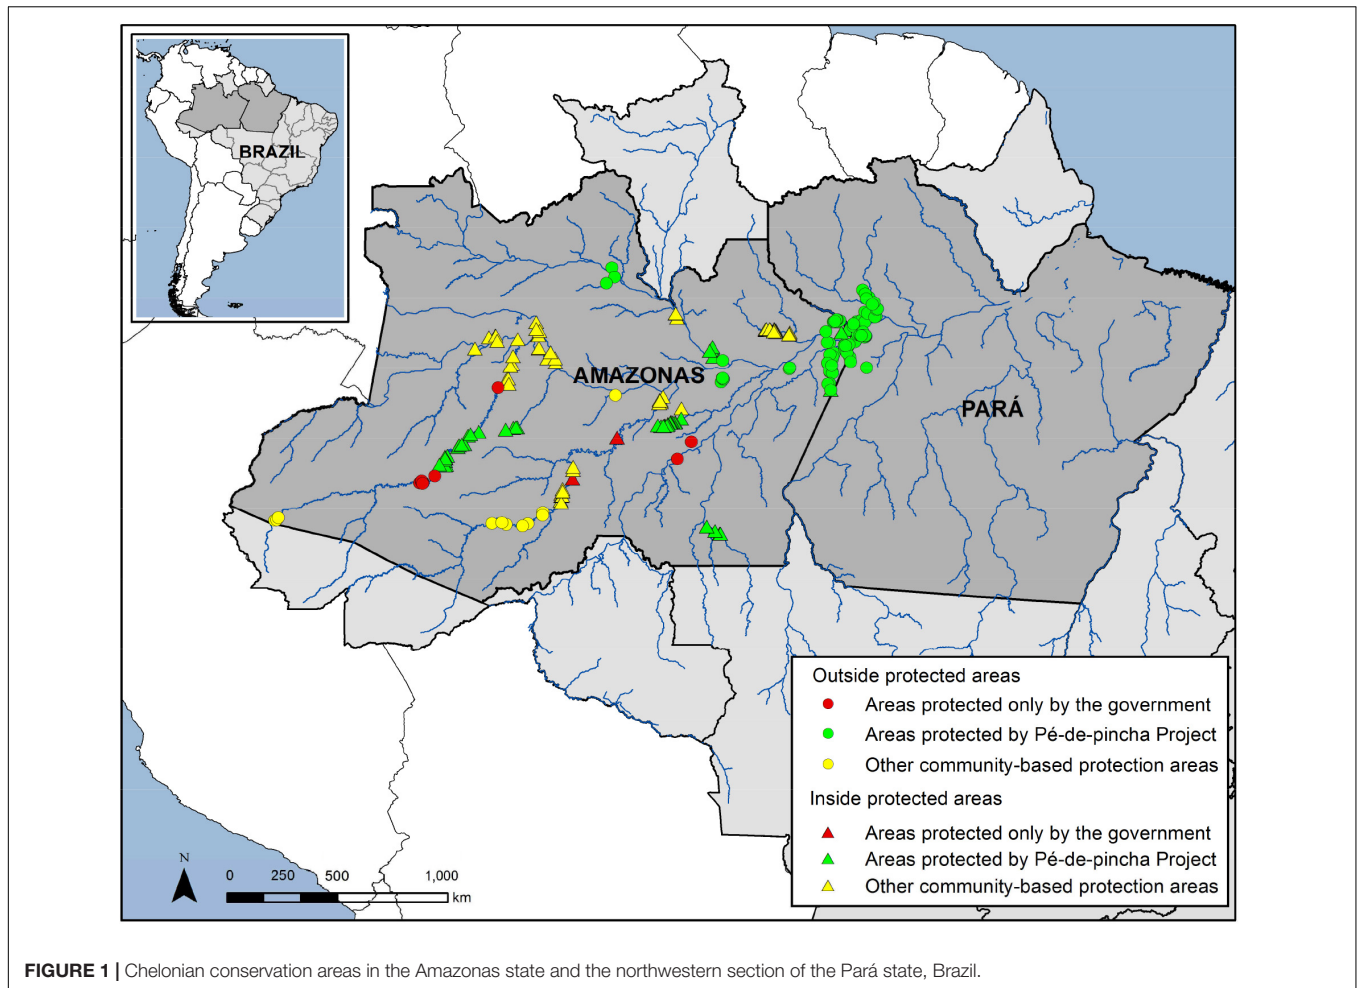 BRAZIL
AMAZONAS
PARÁ
Outside protected areas
Areas protected only by the government
Areas protected by Pé-de-pincha Project
Other community-based protection areas
Inside protected areas
Areas protected only by the government
Areas protected by Pé-de-pincha Project
Other community-based protection areas
N
0 250 500 1,000
km
FIGURE 1 | Chelonian conservation areas in the Amazonas state and the northwestern section of the Pará state, Brazil.